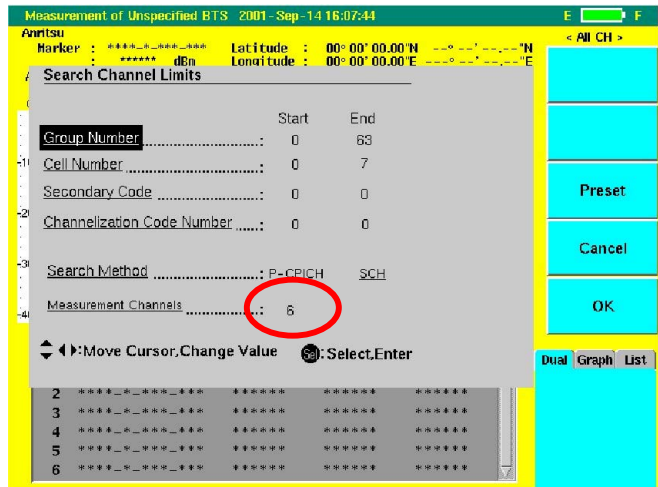 Measurement of Unspecified BTS 2001-Sep-14 16:07:44 E F
Anritsu < All CH >
Marker : ****-*-***-*** Latitude : 00° 00' 00.00"N --° --' --.--"N
: ****** dBm Longitude : 00° 00' 00.00"E ---° --' --.--"E
Search Channel Limits
Start End
Group Number : 0 63
Cell Number : 0 7
Secondary Code : 0 0
Preset
Channelization Code Number : 0 0
Cancel
Search Method : P-CPICH SCH
Measurement Channels : 6
OK
:Move Cursor,Change Value Sel: Select,Enter
Dual Graph List
2 ****-*-***-*** ****** ****** ******
3 ****-*-***-*** ****** ****** ******
4 ****-*-***-*** ****** ****** ******
5 ****-*-***-*** ****** ****** ******
6 ****-*-***-*** ****** ****** ******